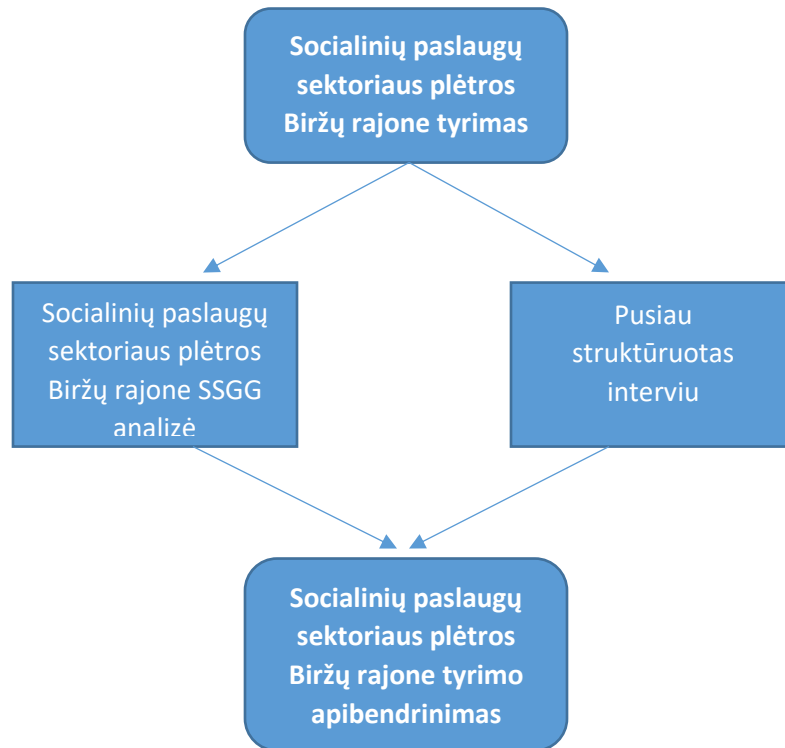 Socialinių paslaugų
sektoriaus plėtros
Biržų rajone tyrimas
Socialinių paslaugų
sektoriaus plėtros
Biržų rajone SSGG
analizė
Pusiau
struktūruotas
interviu
Socialinių paslaugų
sektoriaus plėtros
Biržų rajone tyrimo
apibendrinimas